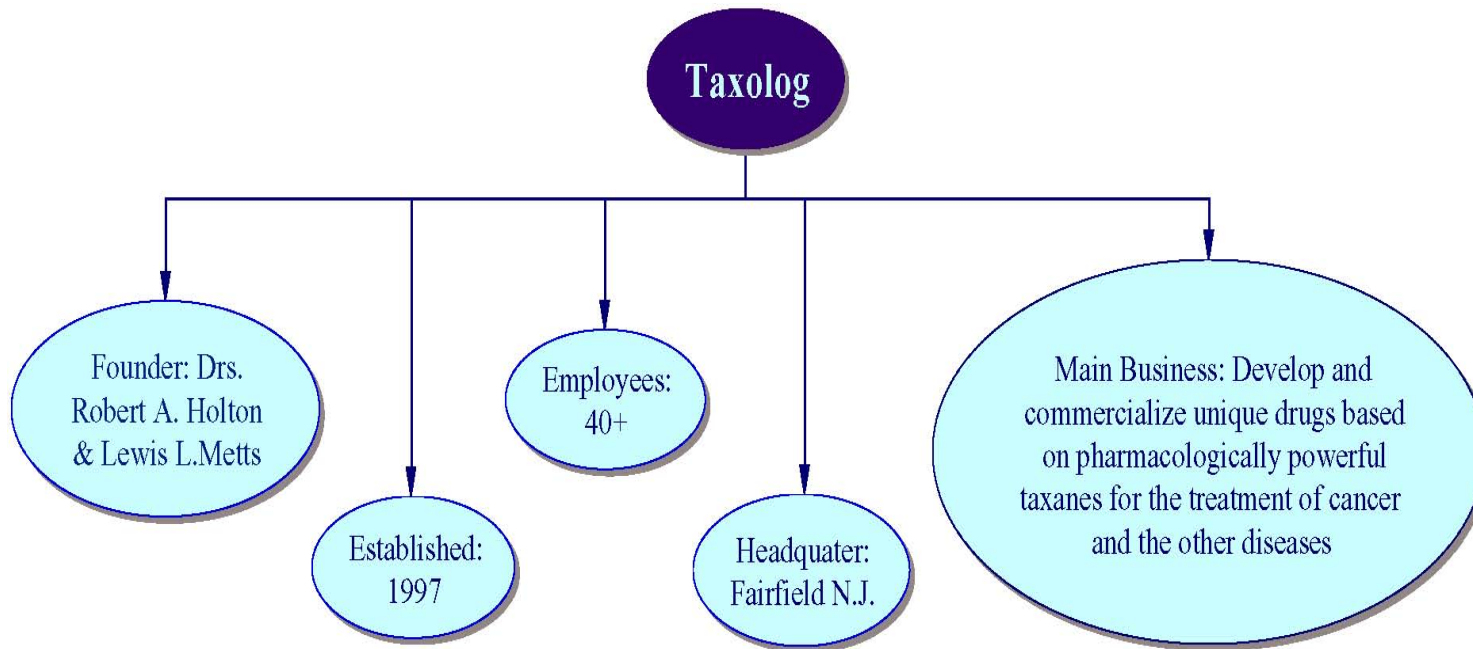 Taxolog
Founder: Drs.
Robert A. Holton
& Lewis L.Metts
Established:
1997
Employees:
40+
Headquater:
Fairfield N.J.
Main Business: Develop and
commercialize unique drugs based
on pharmacologically powerful
taxanes for the treatment of cancer
and the other diseases